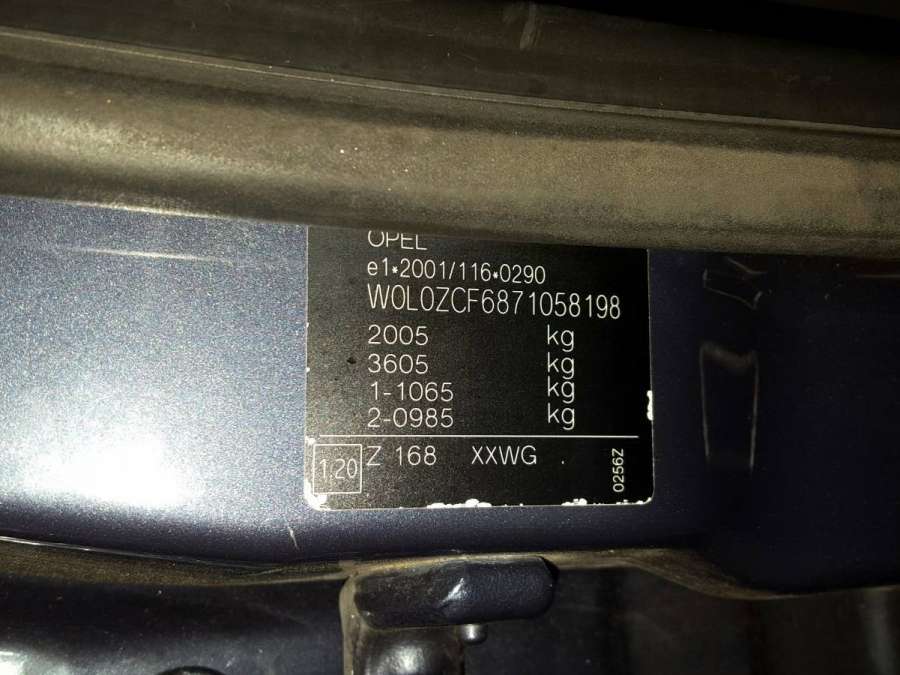 OPEL
e1*2001/116*0290
W0L0ZCF6871058198
2005 kg
3605 kg
1-1065 kg
2-0985 kg
1,20 Z 168 XXWG .
0256Z